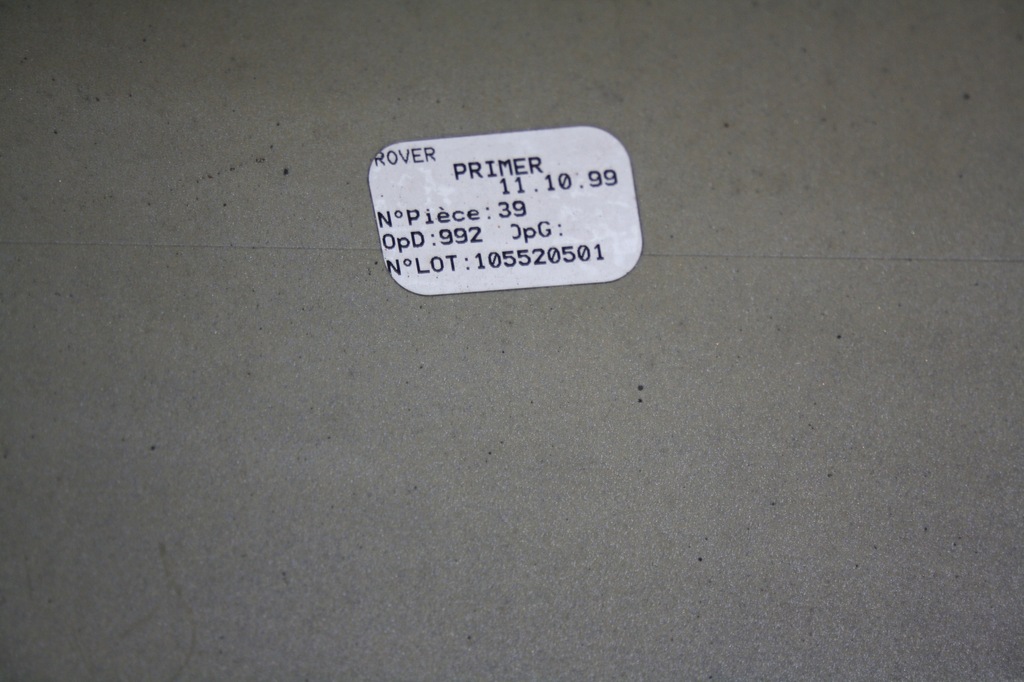 ROVER
PRIMER
11.10.99
N°Pièce:39
OpD:992 OpG:
N°LOT:105520501